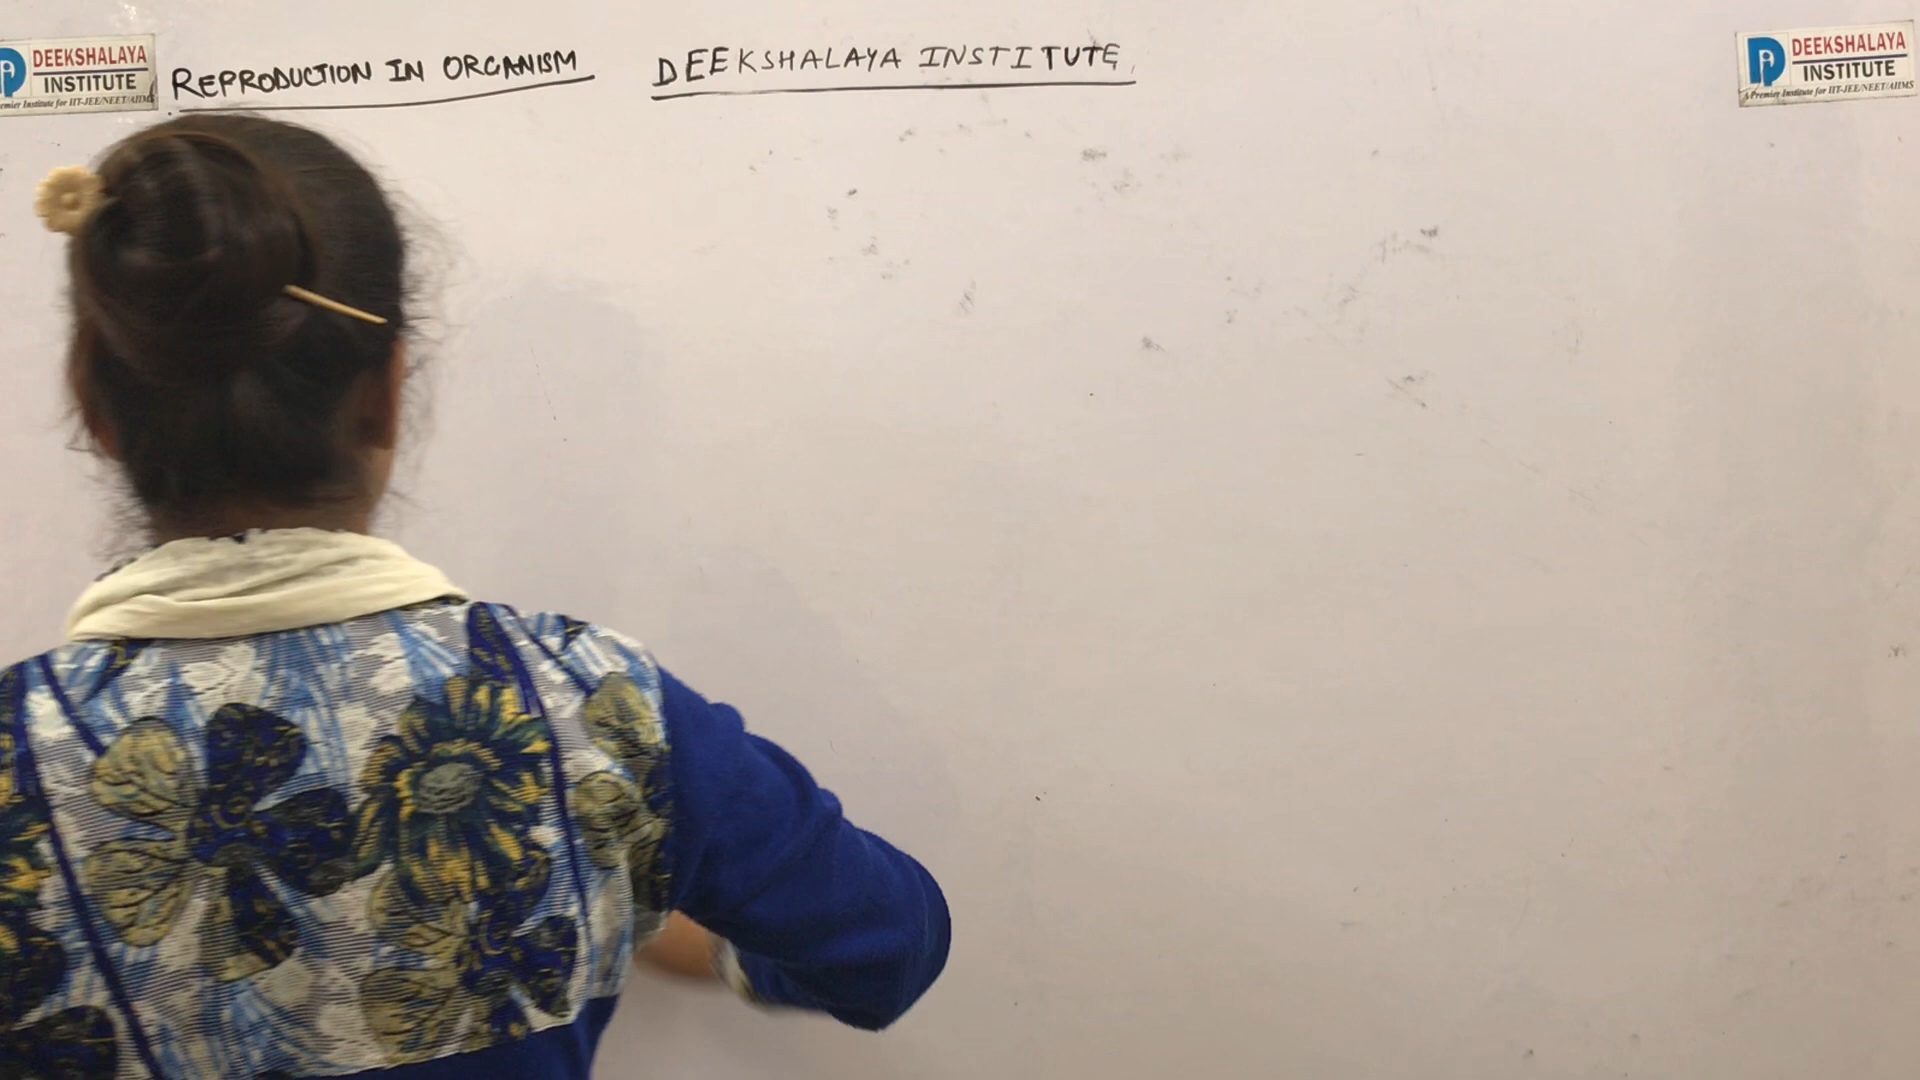 DEEKSHALAYA
INSTITUTE
emier Institute for IIT-JEE/NEET/AIIMS
REPRODUCTION IN ORGANISM
DEEKSHALAYA INSTITUTE
DEEKSHALAYA
INSTITUTE
A Premier Institute for IIT-JEE/NEET/AIIMS